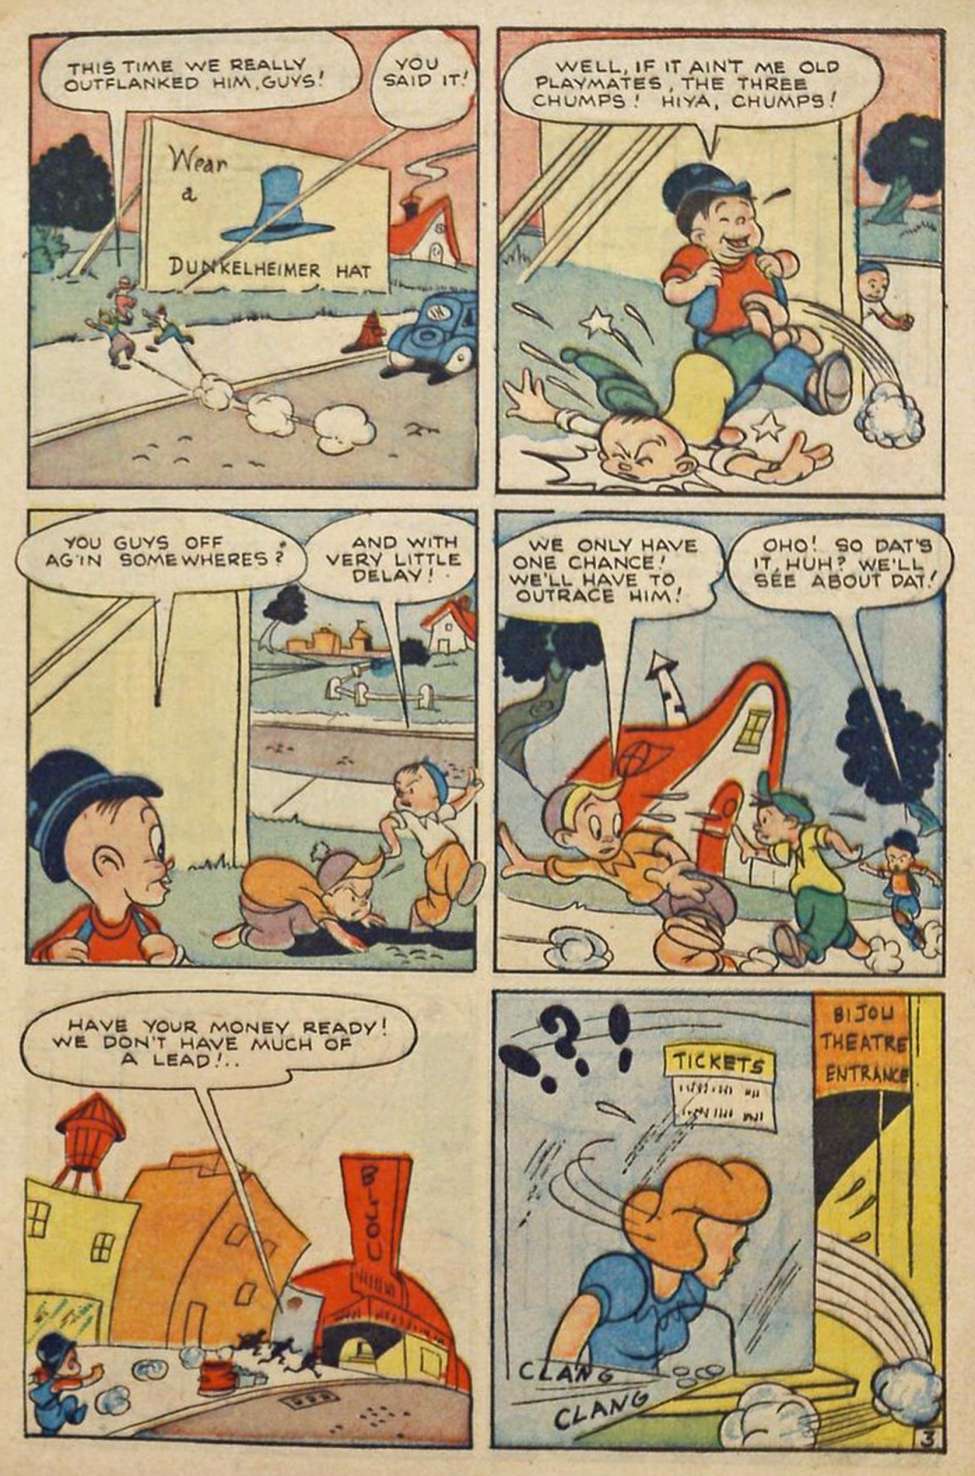 THIS TIME WE REALLY
OUTFLANKED HIM, GUYS!
YOU
SAID IT!
Wear
a
DUNKELHEIMER HAT
WELL, IF IT AIN'T ME OLD
PLAYMATES, THE THREE
CHUMPS! HIYA, CHUMPS!
YOU GUYS OFF
AG'IN SOMEWHERES?
AND WITH
VERY LITTLE
DELAY!
WE ONLY HAVE
ONE CHANCE!
WE'LL HAVE TO
OUTRACE HIM!
OHO! SO DAT'S
IT, HUH? WE'LL
SEE ABOUT DAT!
HAVE YOUR MONEY READY!
WE DON'T HAVE MUCH OF
A LEAD!..
BIJOU
!?!!
TICKETS
BIJOU
THEATRE
ENTRANCE
CLANG
CLANG
3